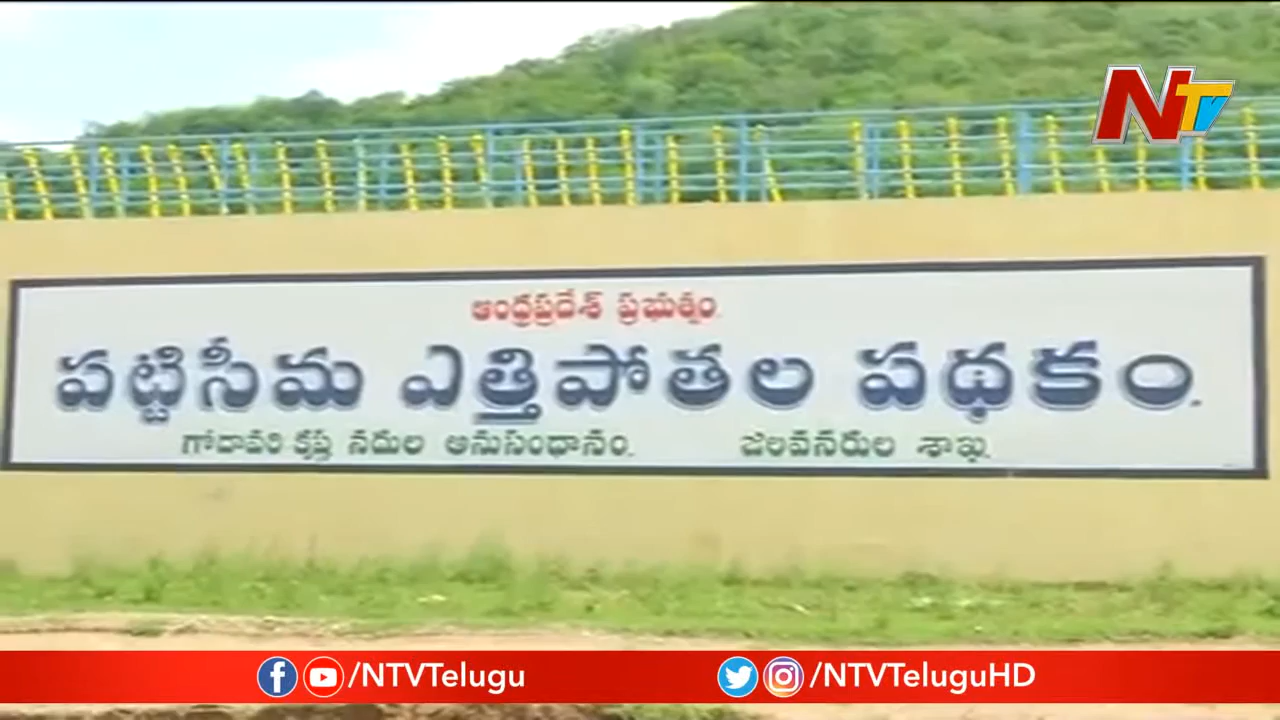 NTV
ఆంధ్రప్రదేశ్ ప్రభుత్వం.
పట్టిసీమ ఎత్తిపోతల పథకం.
గోదావరి కృష్ణ నదుల అనుసంధానం. జలవనరుల శాఖ.
/NTVTelugu /NTVTeluguHD